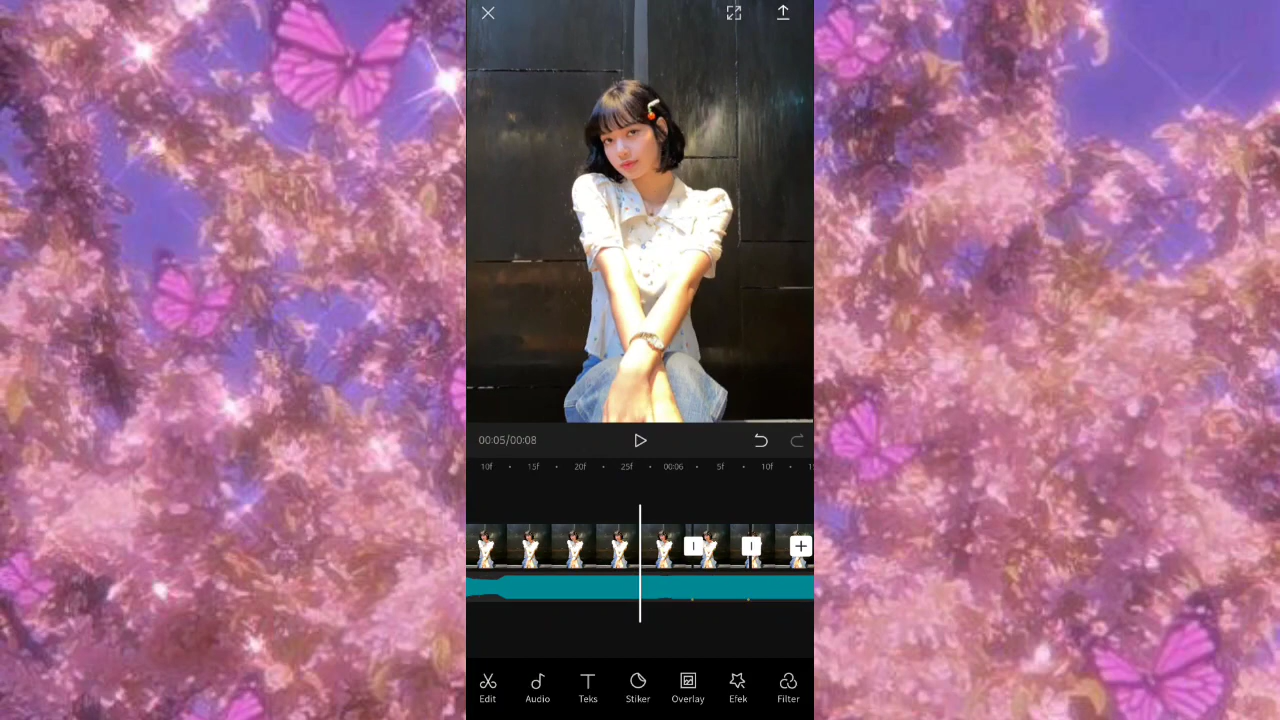 00:05/00:08
10f 15f 20f 25f 00:06 5f 10f
Edit Audio Teks Stiker Overlay Efek Filter